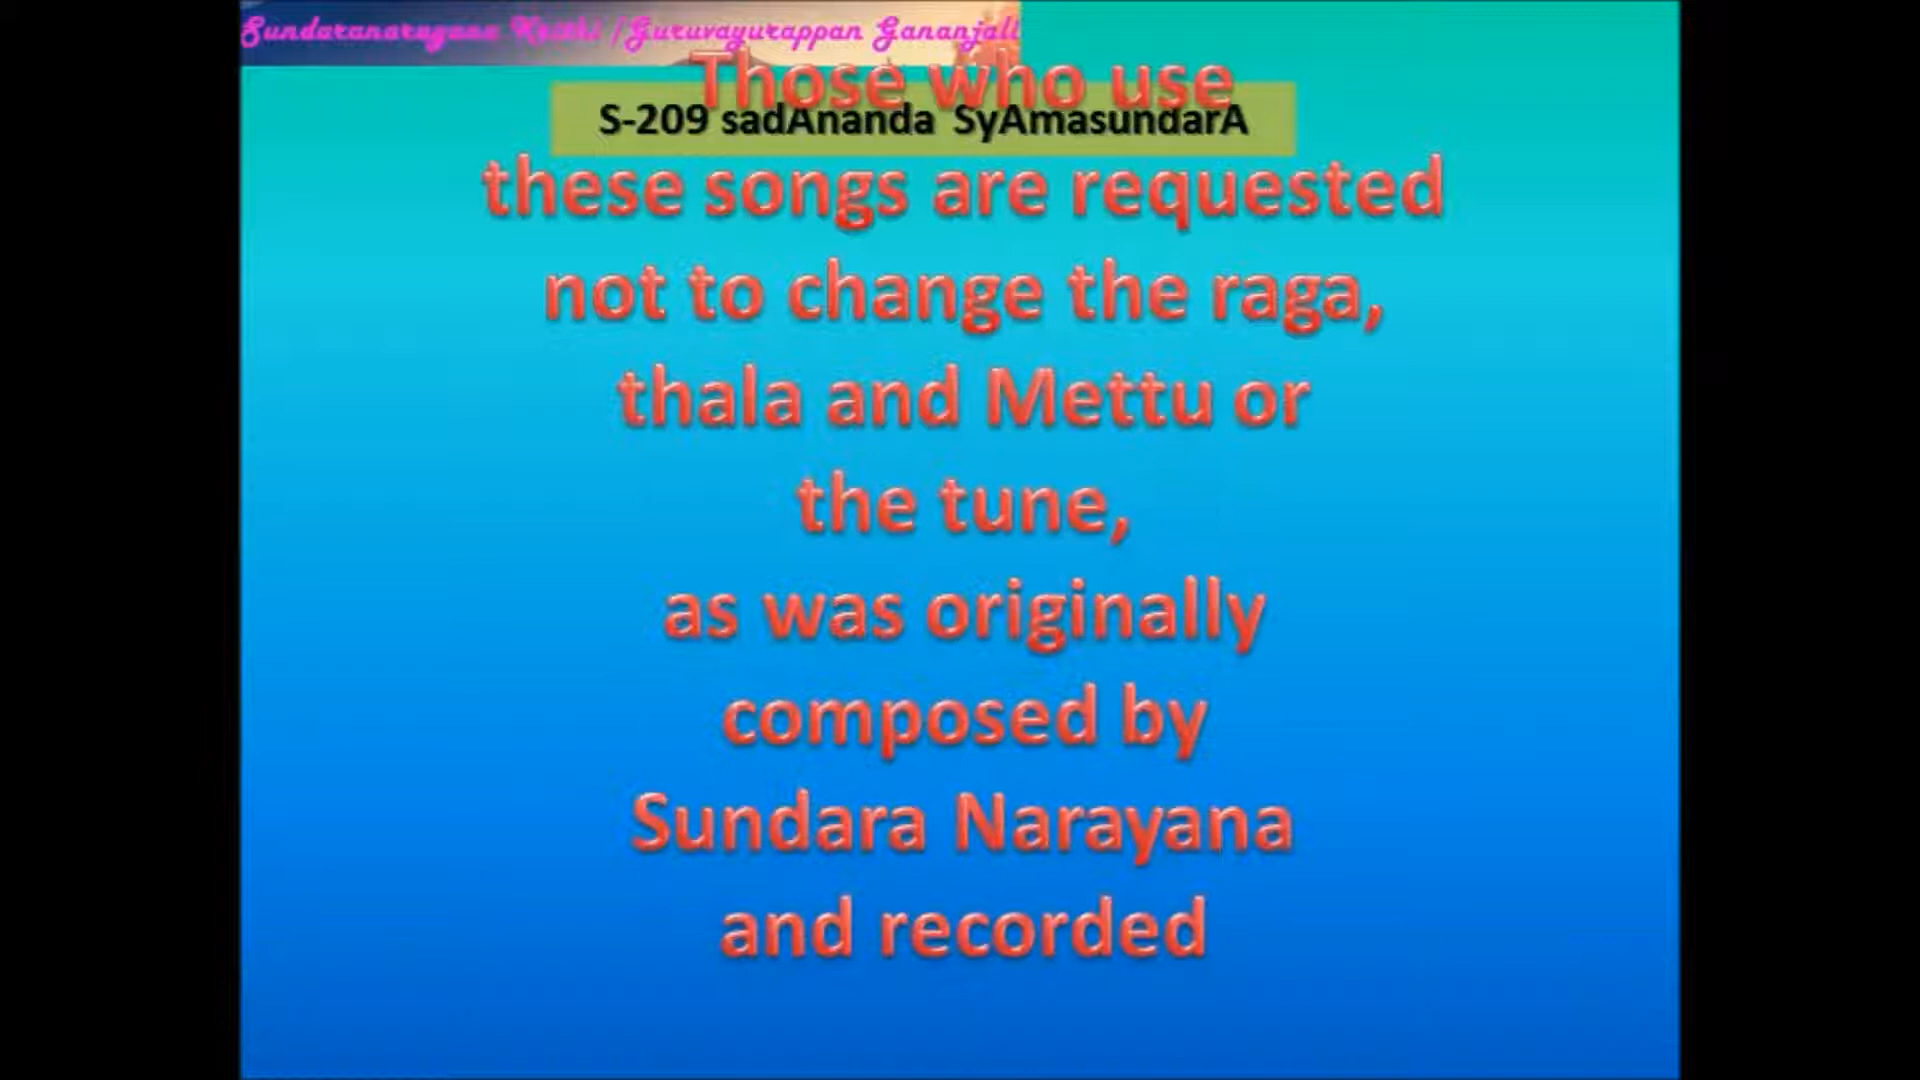 Sundaranarayana Krithi /Guruvayurappan Gananjali
Those who use
S-209 sadAnanda SyAmasundarA
these songs are requested
not to change the raga,
thala and Mettu or
the tune,
as was originally
composed by
Sundara Narayana
and recorded